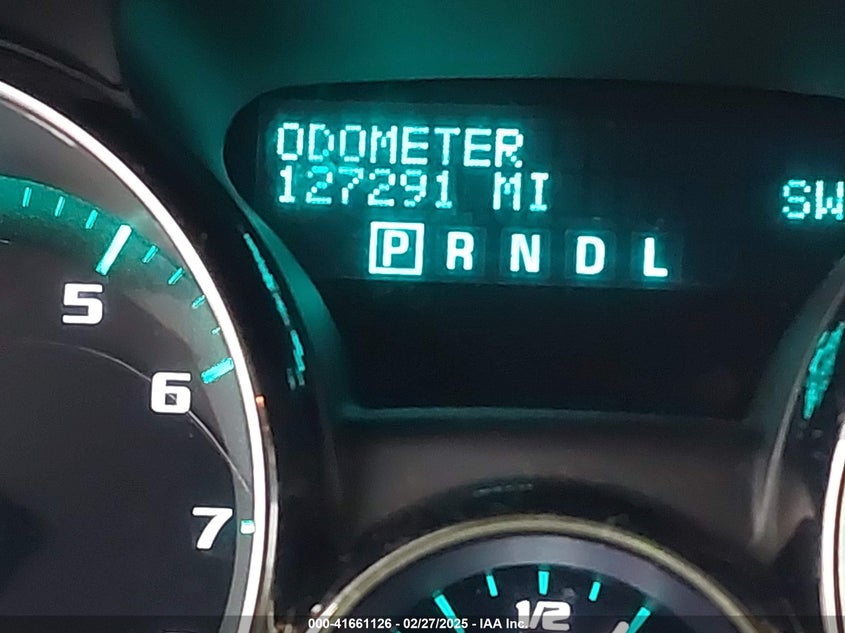 ODOMETER
127291 MI
SW
P R N D L
5
6
7
1/2
000-41661126 - 02/27/2025 - IAA Inc.